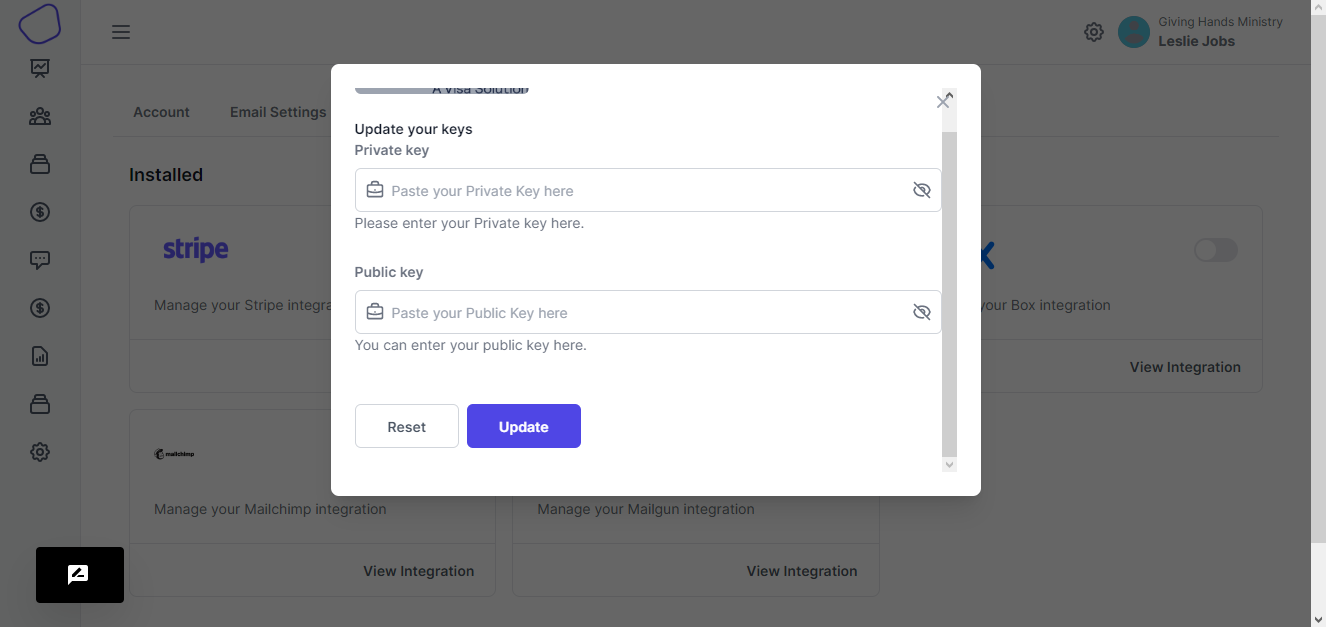 Giving Hands Ministry
Leslie Jobs
Account
Email Settings
A Visa Solution
Update your keys
Private key
Paste your Private Key here
Please enter your Private key here.
Public key
Paste your Public Key here
You can enter your public key here.
Reset
Update
Installed
stripe
Manage your Stripe integra
your Box integration
View Integration
mailchimp
Manage your Mailchimp integration
View Integration
Manage your Mailgun integration
View Integration